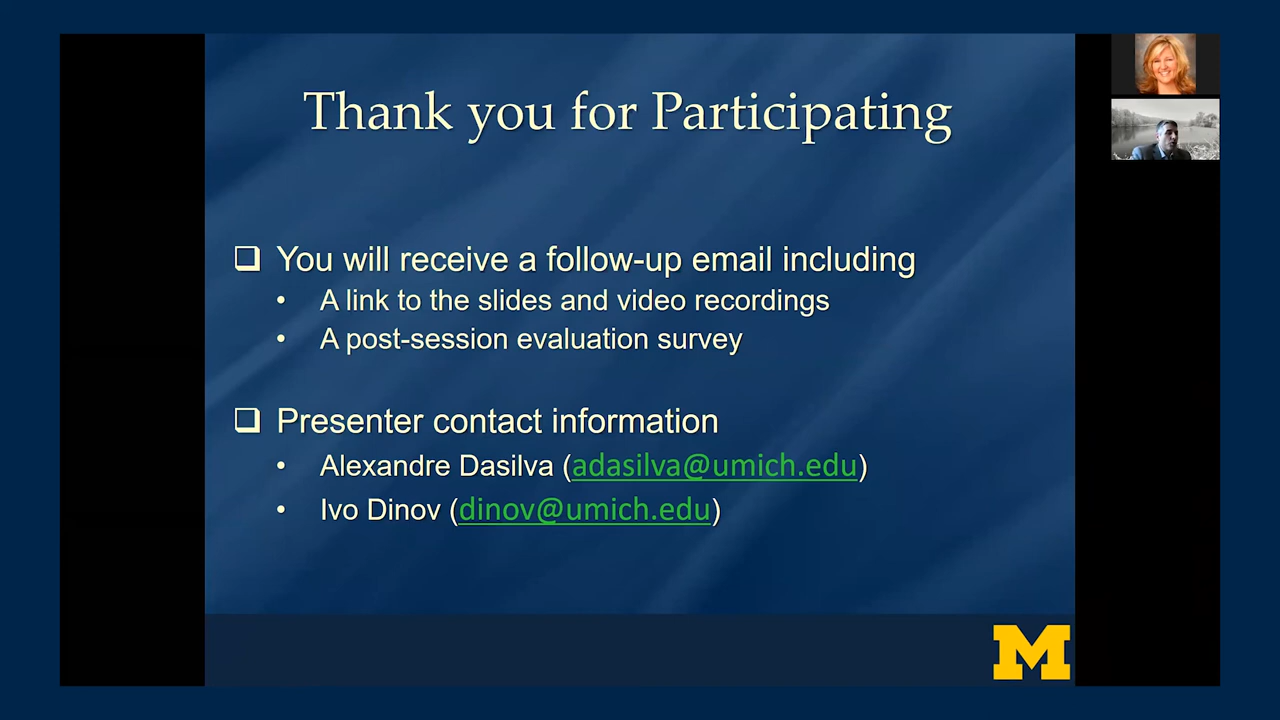 Thank you for Participating
❑ You will receive a follow-up email including
• A link to the slides and video recordings
• A post-session evaluation survey
❑ Presenter contact information
• Alexandre Dasilva (adasilva@umich.edu)
• Ivo Dinov (dinov@umich.edu)
M